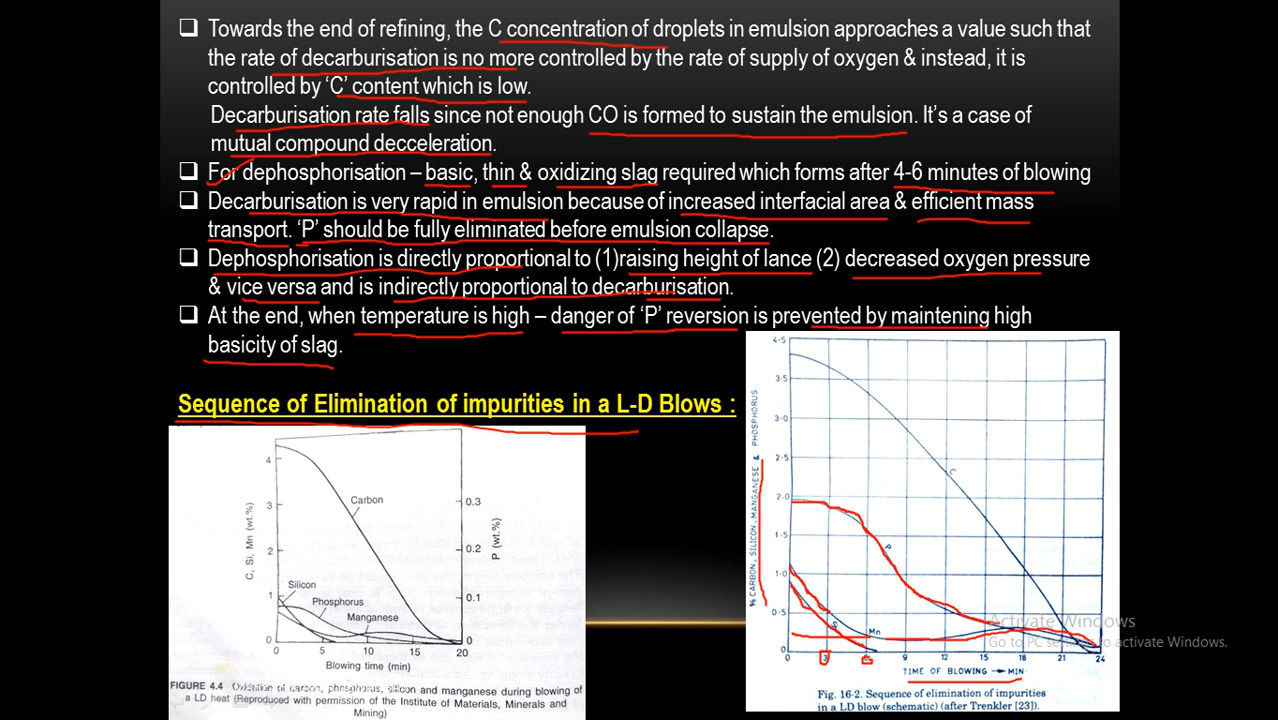 ❑ Towards the end of refining, the C concentration of droplets in emulsion approaches a value such that
the rate of decarburisation is no more controlled by the rate of supply of oxygen & instead, it is
controlled by ‘C’ content which is low.
Decarburisation rate falls since not enough CO is formed to sustain the emulsion. It’s a case of
mutual compound decceleration.
❑ For dephosphorisation – basic, thin & oxidizing slag required which forms after 4-6 minutes of blowing
❑ Decarburisation is very rapid in emulsion because of increased interfacial area & efficient mass
transport. ‘P’ should be fully eliminated before emulsion collapse.
❑ Dephosphorisation is directly proportional to (1)raising height of lance (2) decreased oxygen pressure
& vice versa and is indirectly proportional to decarburisation.
❑ At the end, when temperature is high – danger of ‘P’ reversion is prevented by maintening high
basicity of slag.
Sequence of Elimination of impurities in a L-D Blows :
C, Si, Mn (wt.%)
4
3
2
1
0
Carbon
Silicon
Phosphorus
Manganese
0.3
0.2
0.1
0
P (wt.%)
0 5 10 15 20
Blowing time (min)
FIGURE 4.4 Oxidation of carbon, phosphorus, silicon and manganese during blowing of
a LD heat (Reproduced with permission of the Institute of Materials, Minerals and
Mining)
% CARBON, SILICON, MANGANESE & PHOSPHORUS
4·5
3·5
3·0
2·5
2·0
1·5
1·0
0·5
0
C
P
S
Mn
0 3 6 9 12 15 18 21 24
TIME OF BLOWING → MIN·
Fig. 16-2. Sequence of elimination of impurities
in a LD blow (schematic) (after Trenkler [23]).
Activate Windows
Go to PC settings to activate Windows.